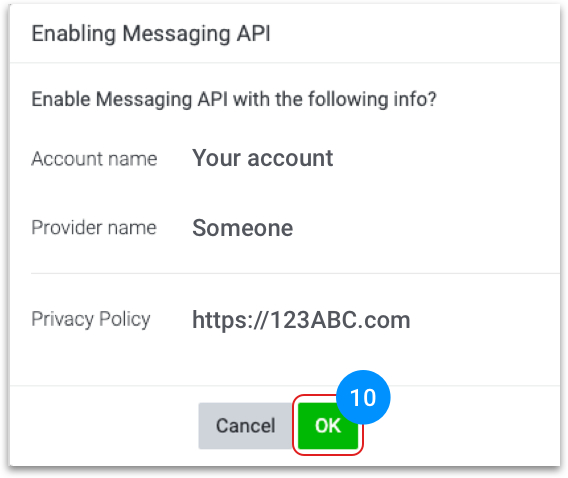 Enabling Messaging API
Enable Messaging API with the following info?
Account name Your account
Provider name Someone
Privacy Policy https://123ABC.com
10
Cancel OK